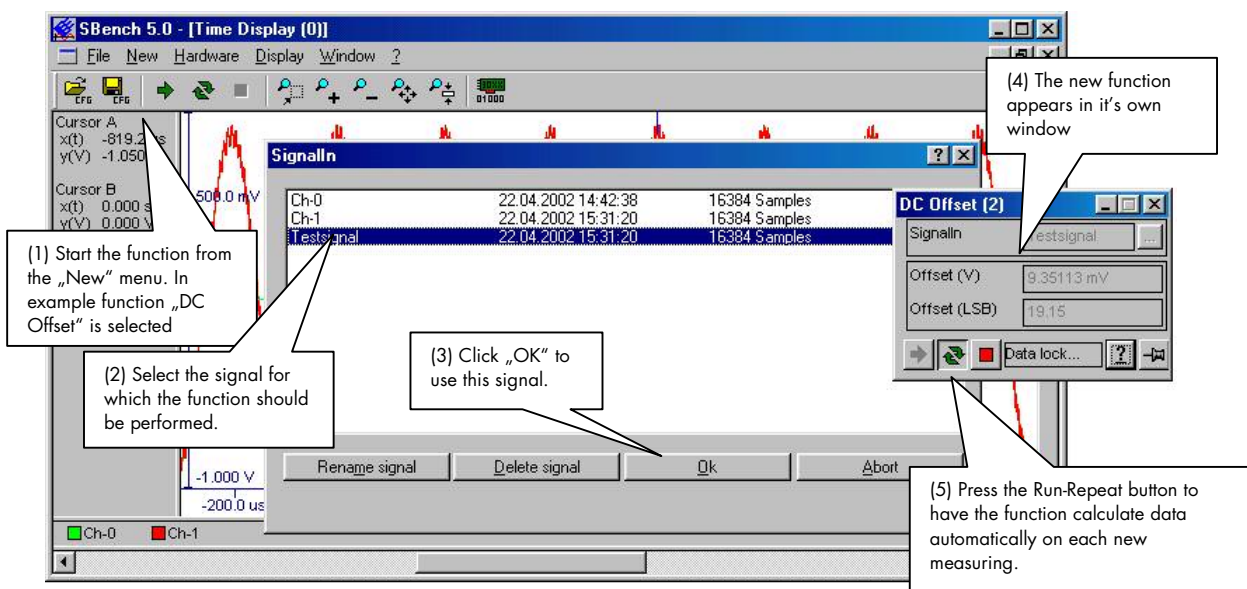 SBench 5.0 - [Time Display (0)]
File New Hardware Display Window ?
CFG CFG
01000
Cursor A
x(t) -819.2
y(V) -1.050
Cursor B
x(t) 0.000 s
y(V) 0.000 V
500.0 mV
-1.000 V
-200.0 us
Ch-0 Ch-1
SignalIn
Ch-0 22.04.2002 14:42:38 16384 Samples
Ch-1 22.04.2002 15:31:20 16384 Samples
Testsignal 22.04.2002 15:31:20 16384 Samples
Rename signal Delete signal Ok Abort
DC Offset (2)
SignalIn Testsignal ...
Offset (V) 9.35113 mV
Offset (LSB) 19.15
Data lock... ?
(1) Start the function from
the „New“ menu. In
example function „DC
Offset“ is selected
(2) Select the signal for
which the function should
be performed.
(3) Click „OK“ to
use this signal.
(4) The new function
appears in it’s own
window
(5) Press the Run-Repeat button to
have the function calculate data
automatically on each new
measuring.